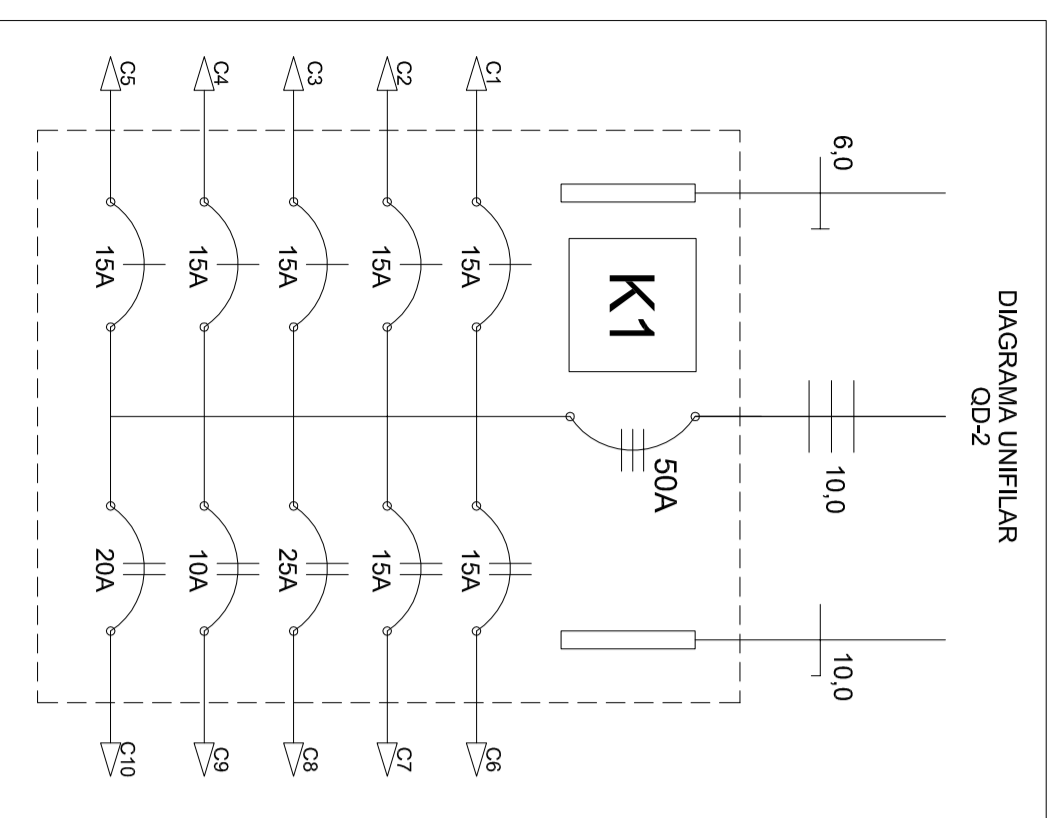 DIAGRAMA UNIFILAR
QD-2
6,0
10,0
10,0
K1
50A
C1
15A
15A
C6
C2
15A
15A
C7
C3
15A
25A
C8
C4
15A
10A
C9
C5
15A
20A
C10